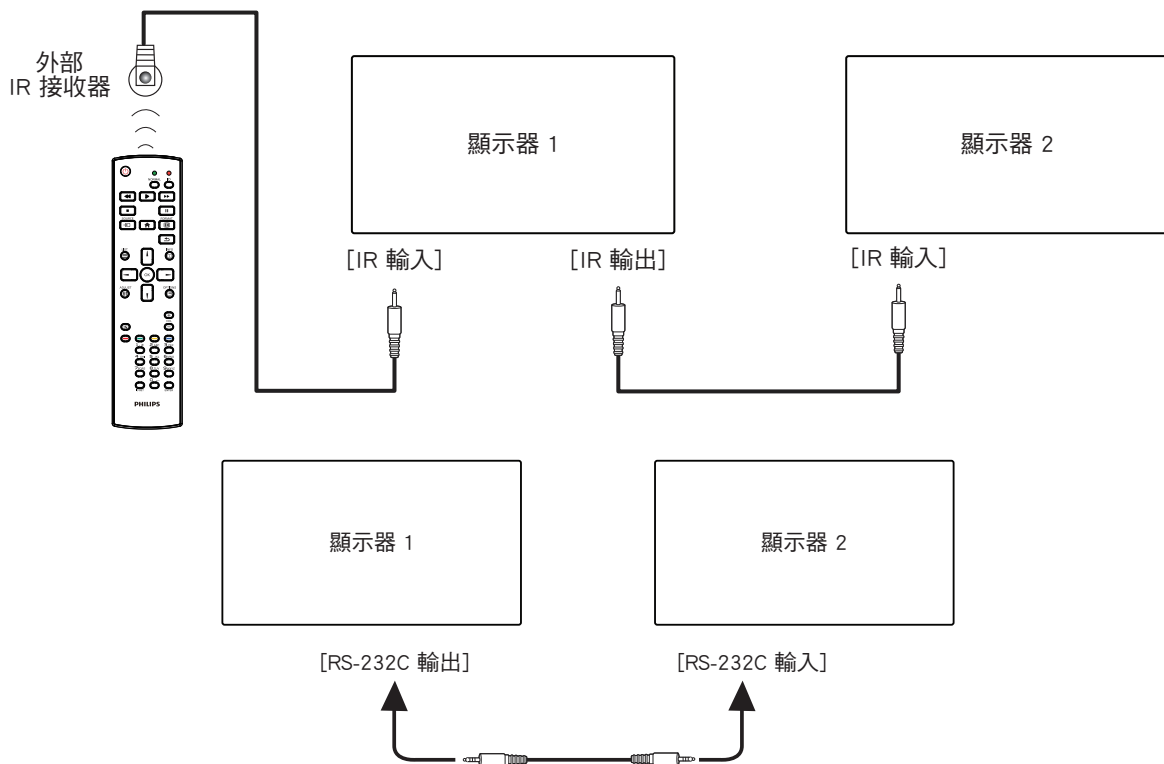 外部
IR 接收器
顯示器 1
顯示器 2
[IR 輸入]
[IR 輸出]
[IR 輸入]
PHILIPS
顯示器 1
顯示器 2
[RS-232C 輸出]
[RS-232C 輸入]